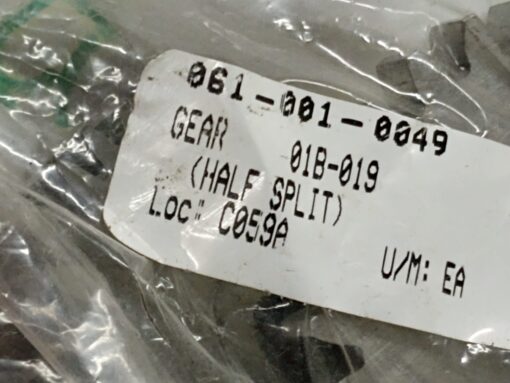 061-001-0049
GEAR 01B-019
(HALF SPLIT)
Loc: C059A
U/M: EA